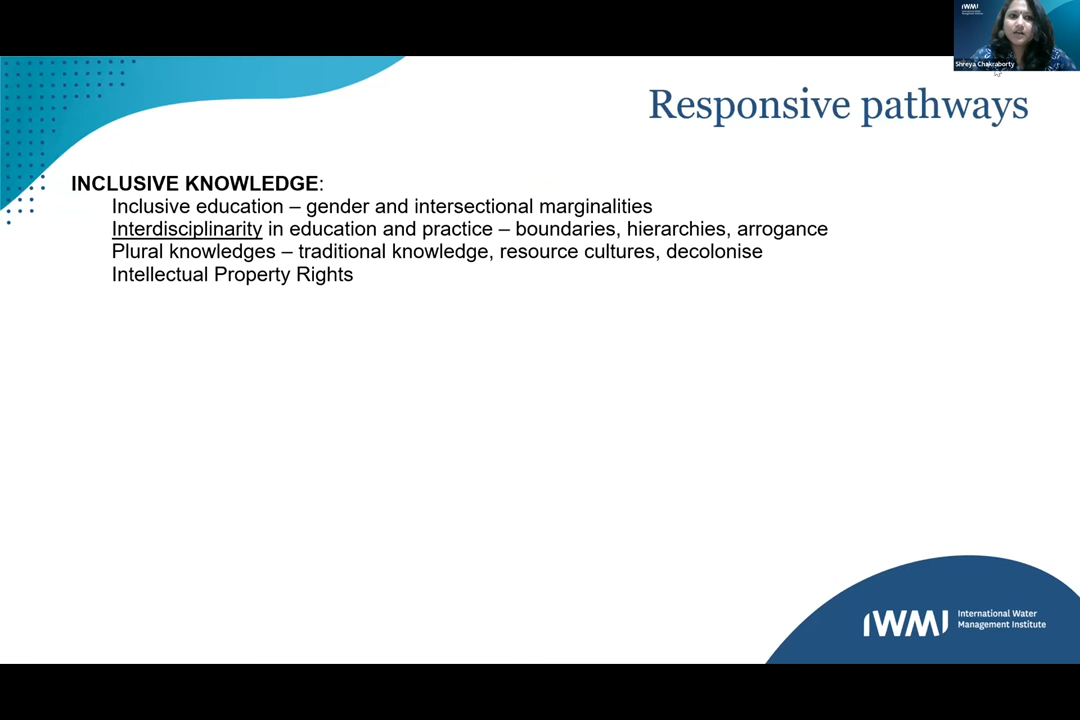 IWMI
Shreya Chakraborty
Responsive pathways
INCLUSIVE KNOWLEDGE:
Inclusive education – gender and intersectional marginalities
Interdisciplinarity in education and practice – boundaries, hierarchies, arrogance
Plural knowledges – traditional knowledge, resource cultures, decolonise
Intellectual Property Rights
IWMI
International Water
Management Institute